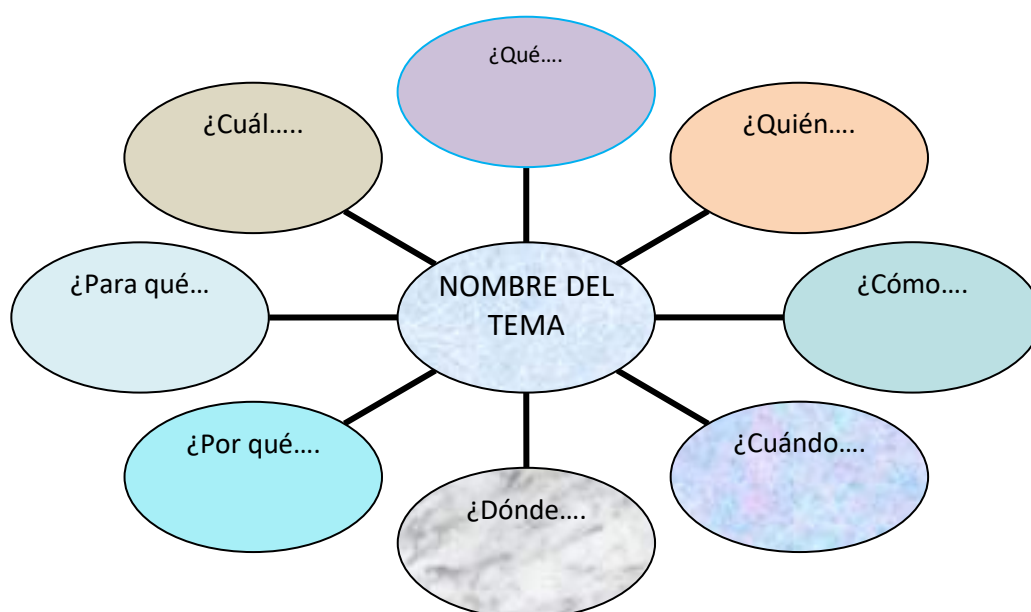 ¿Qué....
¿Cuál.....
¿Quién....
¿Para qué...
NOMBRE DEL
TEMA
¿Cómo....
¿Por qué....
¿Cuándo....
¿Dónde....